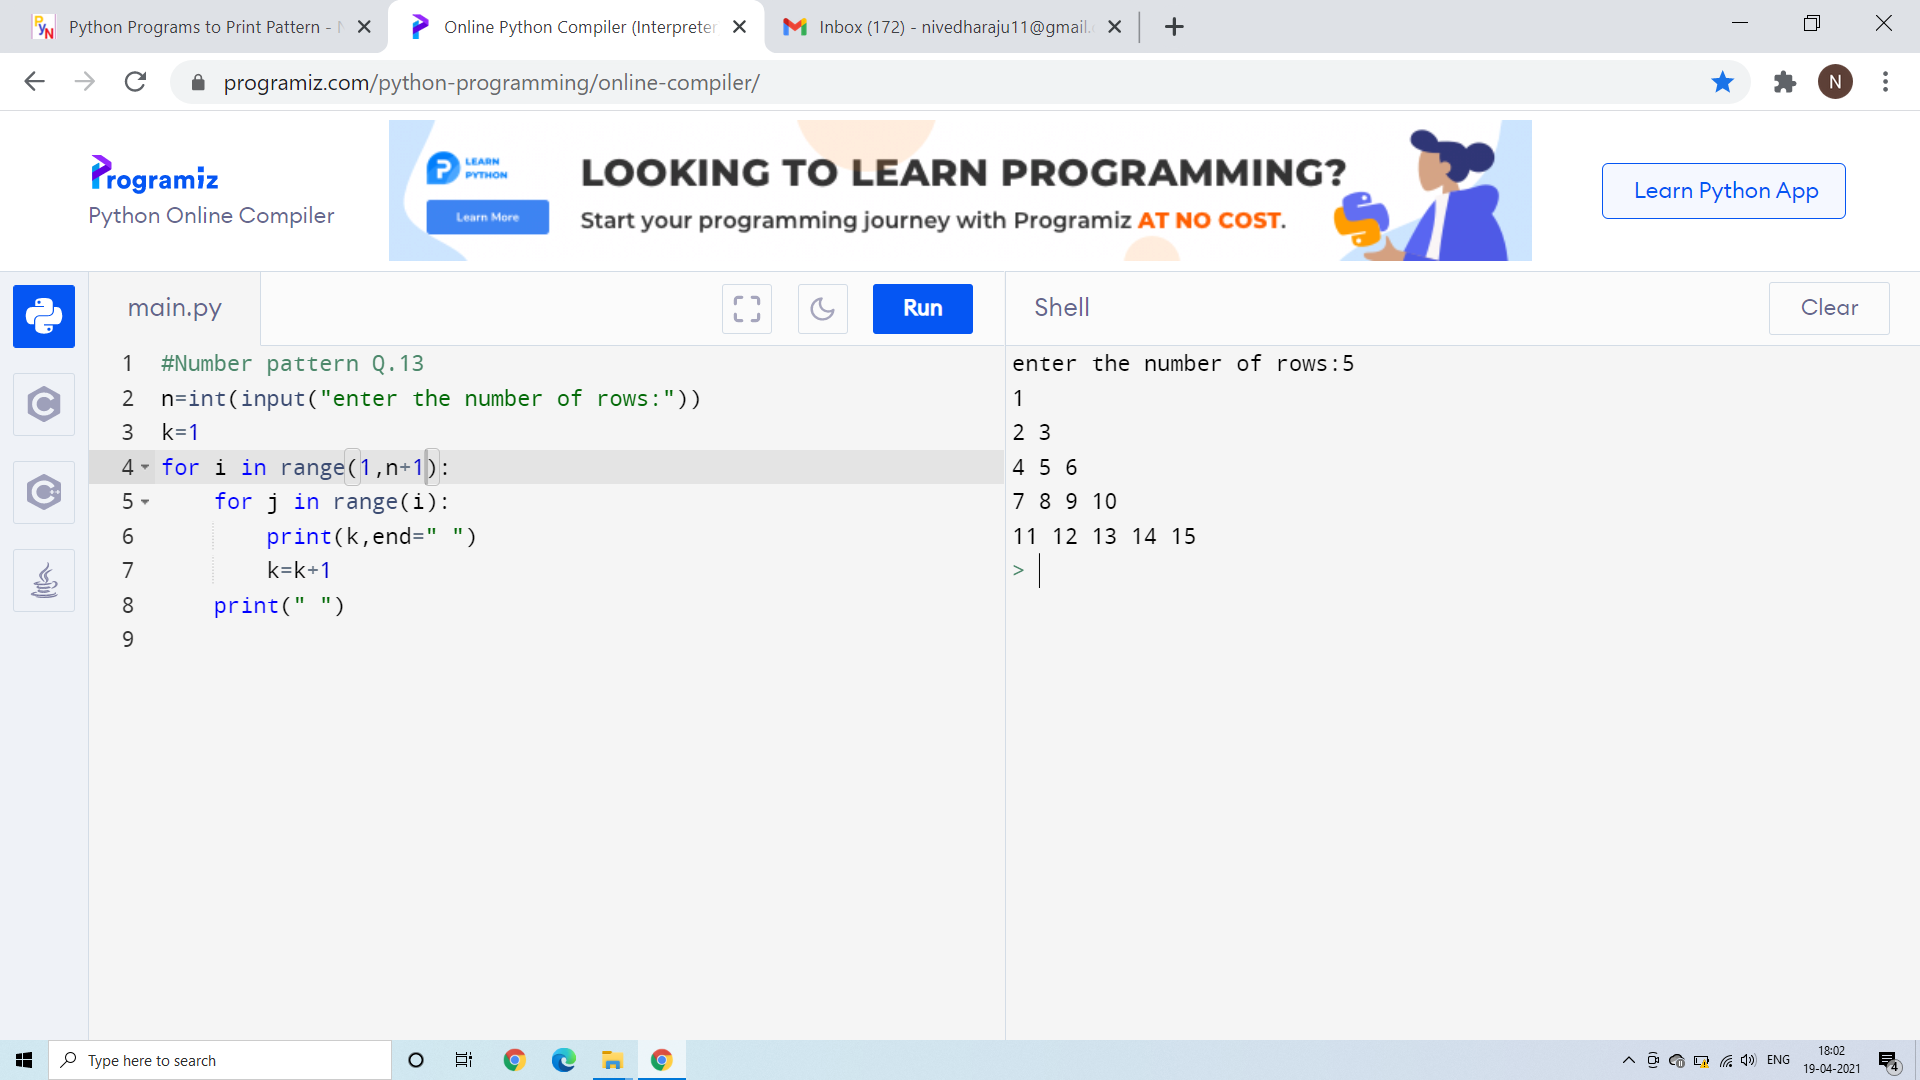 Python Programs to Print Pattern -
Online Python Compiler (Interpreter
Inbox (172) - nivedharaju11@gmail.
programiz.com/python-programming/online-compiler/
N
Programiz
Python Online Compiler
LEARN PYTHON
Learn More
LOOKING TO LEARN PROGRAMMING?
Start your programming journey with Programiz AT NO COST.
Learn Python App
main.py
Run
Shell
Clear
1 #Number pattern Q.13
2 n=int(input("enter the number of rows:"))
3 k=1
4 for i in range(1,n+1):
5     for j in range(i):
6         print(k,end=" ")
7         k=k+1
8     print(" ")
9
enter the number of rows:5
1
2 3
4 5 6
7 8 9 10
11 12 13 14 15
>
Type here to search
ENG
18:02
19-04-2021
4